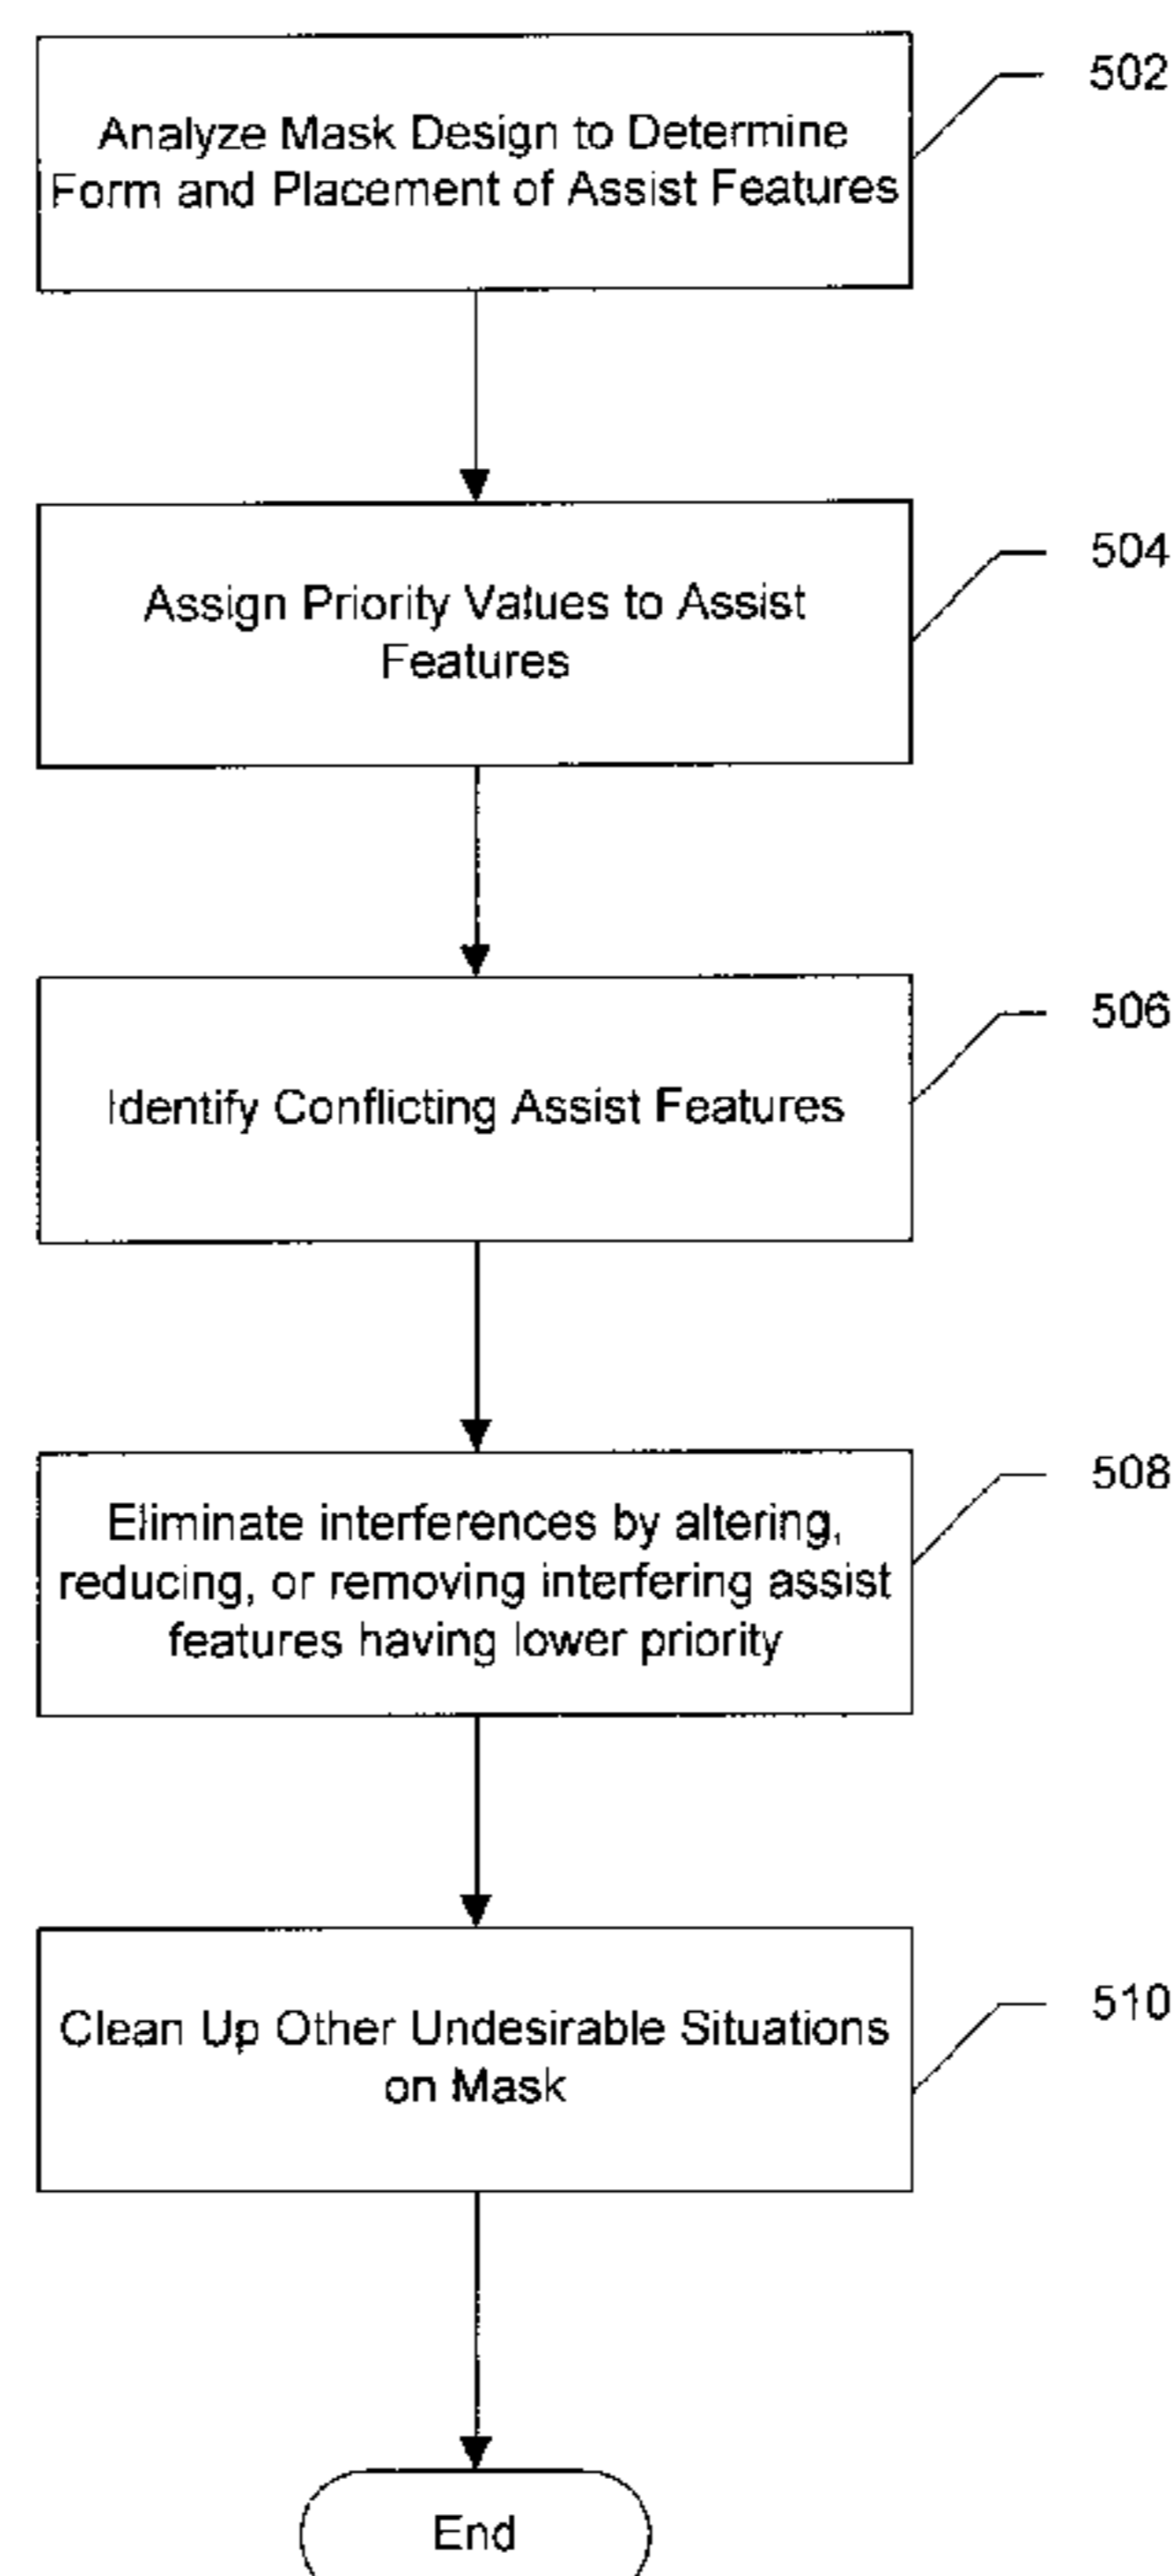 502
Analyze Mask Design to Determine
Form and Placement of Assist Features
504
Assign Priority Values to Assist
Features
506
Identify Conflicting Assist Features
508
Eliminate interferences by altering,
reducing, or removing interfering assist
features having lower priority
510
Clean Up Other Undesirable Situations
on Mask
End